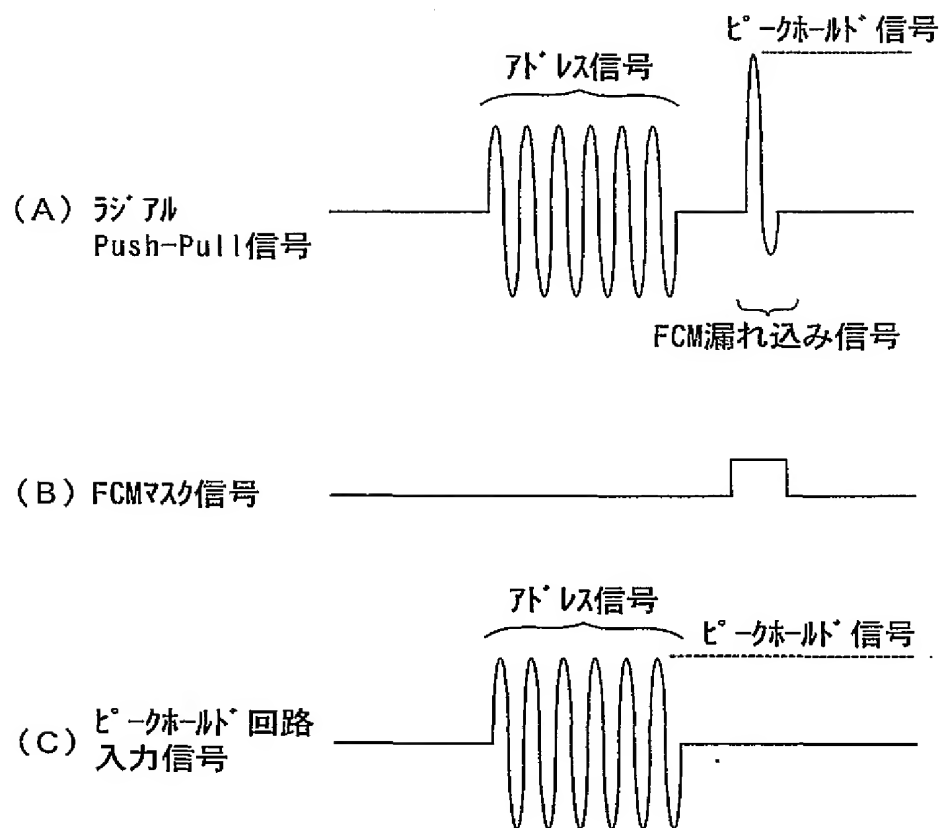 ピークホールド信号
アドレス信号
(A) ラジアル
Push-Pull信号
FCM漏れ込み信号
(B) FCMマスク信号
アドレス信号
ピークホールド信号
(C) ピークホールド回路
入力信号